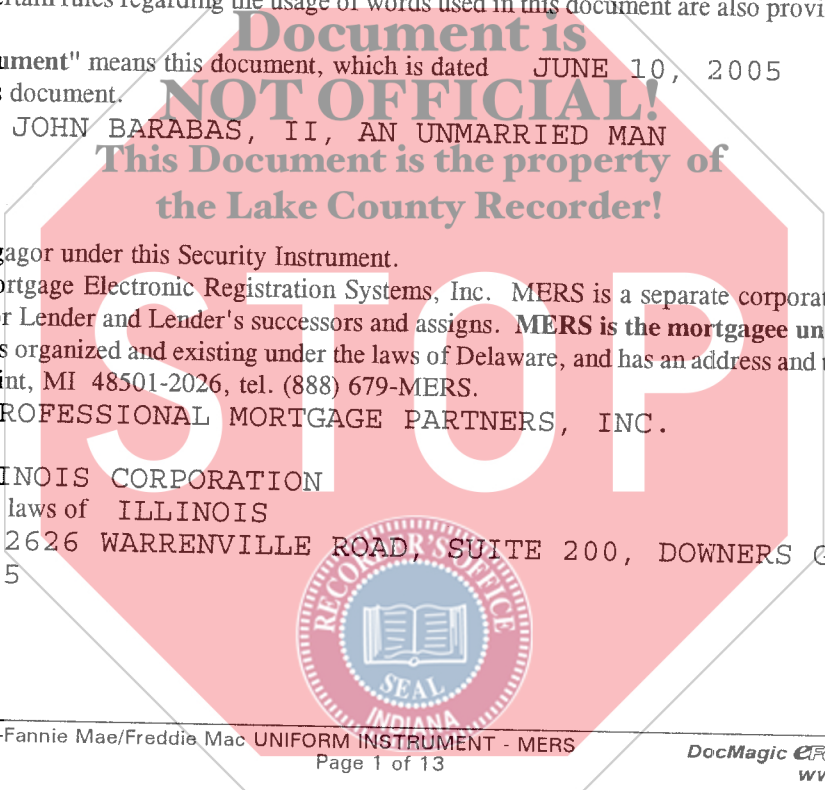 rtain rules regarding the usage of words used in this document are also provi
Document is
ument" means this document, which is dated JUNE 10, 2005
s document.
NOT OFFICIAL!
JOHN BARABAS, II, AN UNMARRIED MAN
This Document is the property of
the Lake County Recorder!
gagor under this Security Instrument.
ortgage Electronic Registration Systems, Inc. MERS is a separate corporat
r Lender and Lender's successors and assigns. MERS is the mortgagee un
s organized and existing under the laws of Delaware, and has an address and t
int, MI 48501-2026, tel. (888) 679-MERS.
STOP
ROFESSIONAL MORTGAGE PARTNERS, INC.
INOIS CORPORATION
laws of ILLINOIS
2626 WARRENVILLE ROAD, SUITE 200, DOWNERS G
5
RECORDER'S OFFICE
SEAL
INDIANA
-Fannie Mae/Freddie Mac UNIFORM INSTRUMENT - MERS
Page 1 of 13
DocMagic
ww